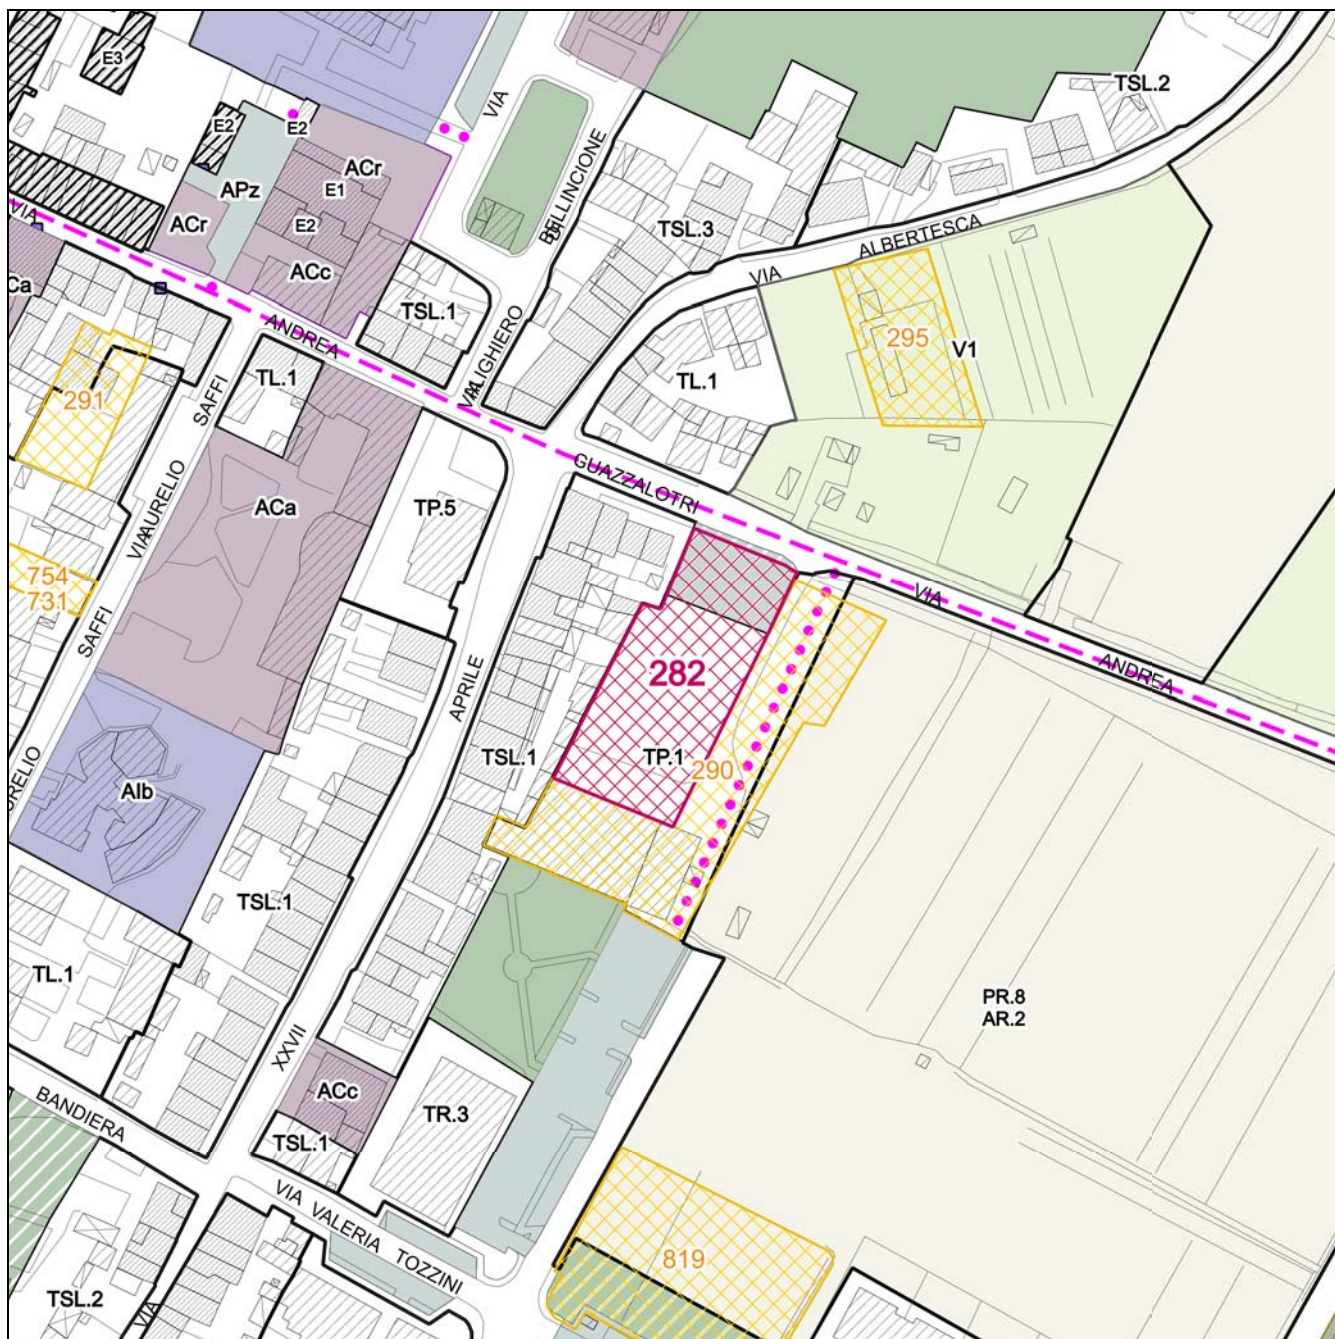 E3
TSL.2
VIA
E2
E2
ACr
BELLINCIONE
DI
APz
E1
ACr
E2
TSL.3
ACc
VIA
ALBERTESCA
VIA
Ca
TSL.1
ALIGHIERO
VIA
ANDREA
295
V1
TL.1
TL.1
291
SAFFI
GUAZZALOTRI
ACa
TP.5
AURELIO
VIA
754
731
SAFFI
VIA
282
ANDREA
APRILE
TSL.1
TP.1
290
AIb
URELIO
TSL.1
TL.1
PR.8
AR.2
XXVII
ACc
TR.3
BANDIERA
TSL.1
VIA VALERIA TOZZINI
819
TSL.2
VIA